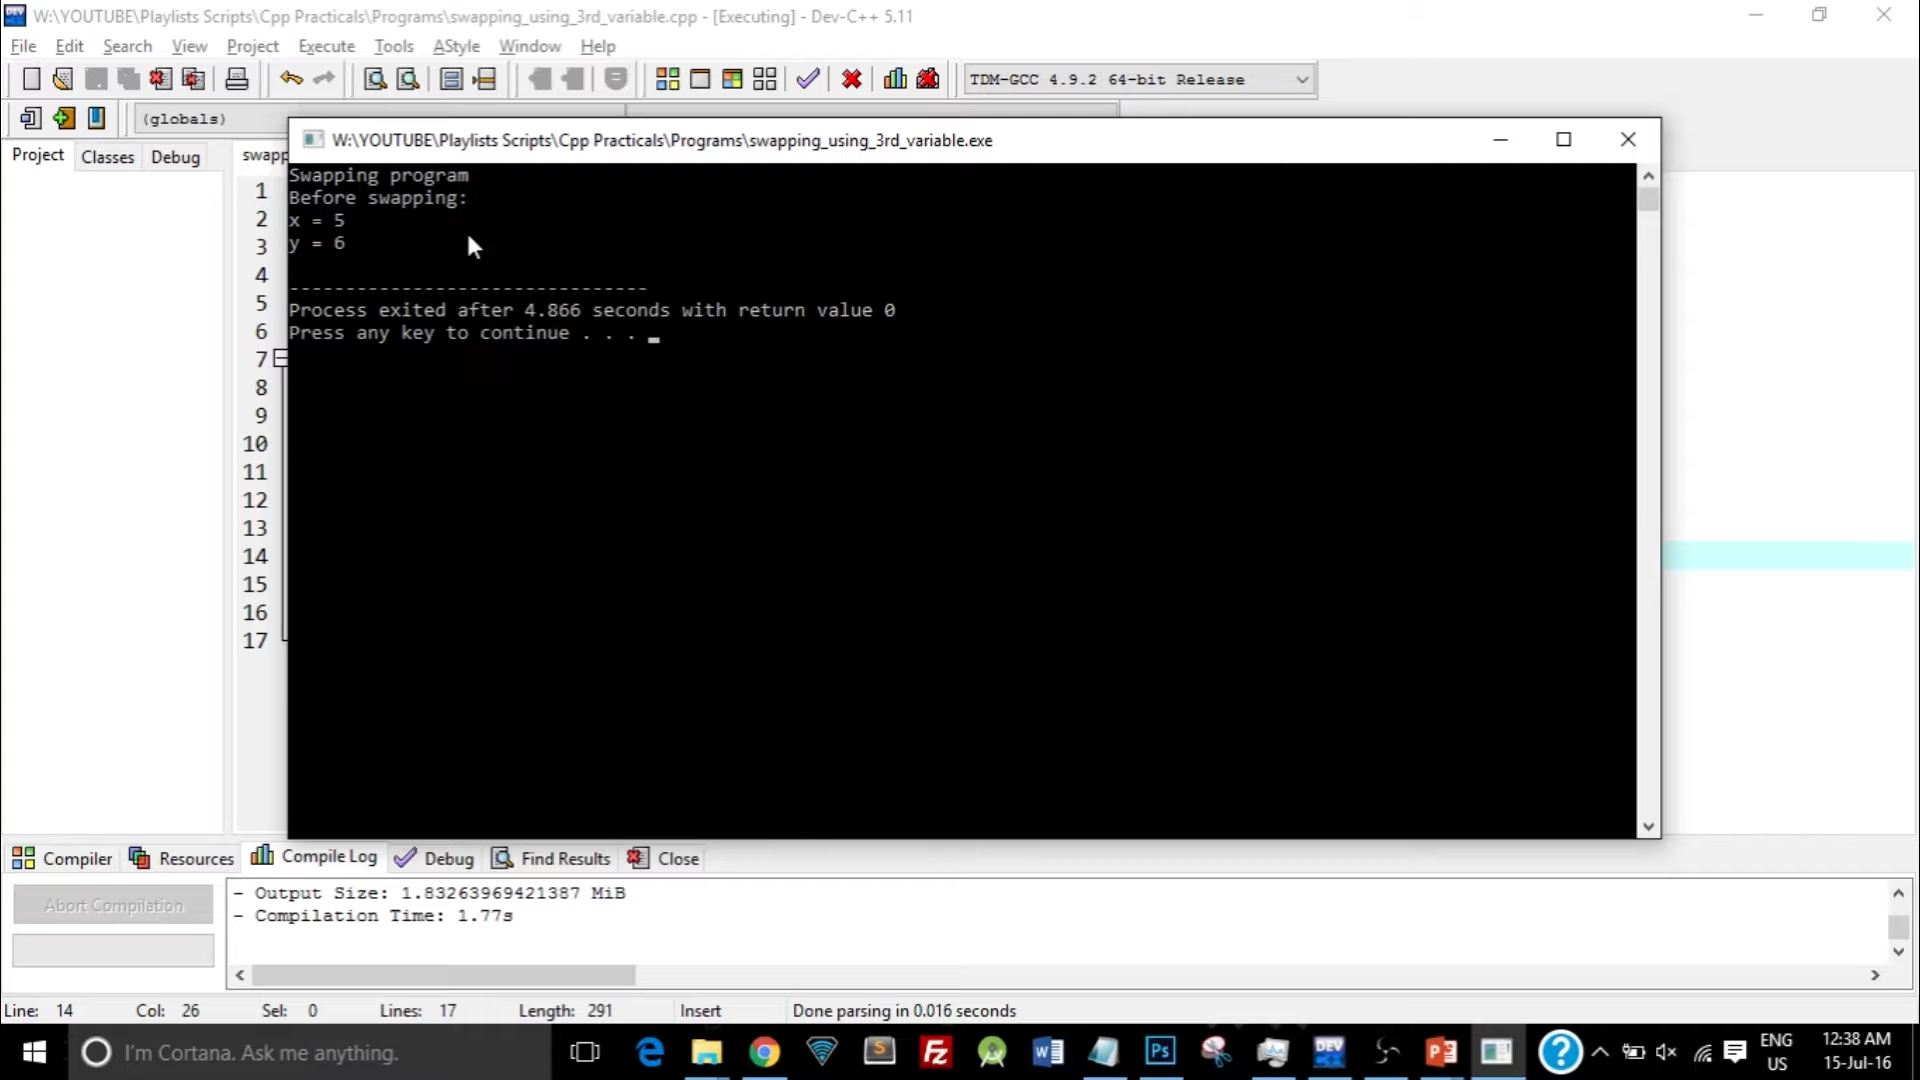 W:\YOUTUBE\Playlists Scripts\Cpp Practicals\Programs\swapping_using_3rd_variable.cpp - [Executing] - Dev-C++ 5.11
File Edit Search View Project Execute Tools AStyle Window Help
TDM-GCC 4.9.2 64-bit Release
(globals)
W:\YOUTUBE\Playlists Scripts\Cpp Practicals\Programs\swapping_using_3rd_variable.exe
Project Classes Debug swapp
Swapping program
Before swapping:
x = 5
y = 6
--------------------------------
Process exited after 4.866 seconds with return value 0
Press any key to continue . . . _
1
2
3
4
5
6
7
8
9
10
11
12
13
14
15
16
17
Compiler Resources Compile Log Debug Find Results Close
Abort Compilation
- Output Size: 1.83263969421387 MiB
- Compilation Time: 1.77s
Line: 14 Col: 26 Sel: 0 Lines: 17 Length: 291 Insert Done parsing in 0.016 seconds
I'm Cortana. Ask me anything.
ENG
US
12:38 AM
15-Jul-16